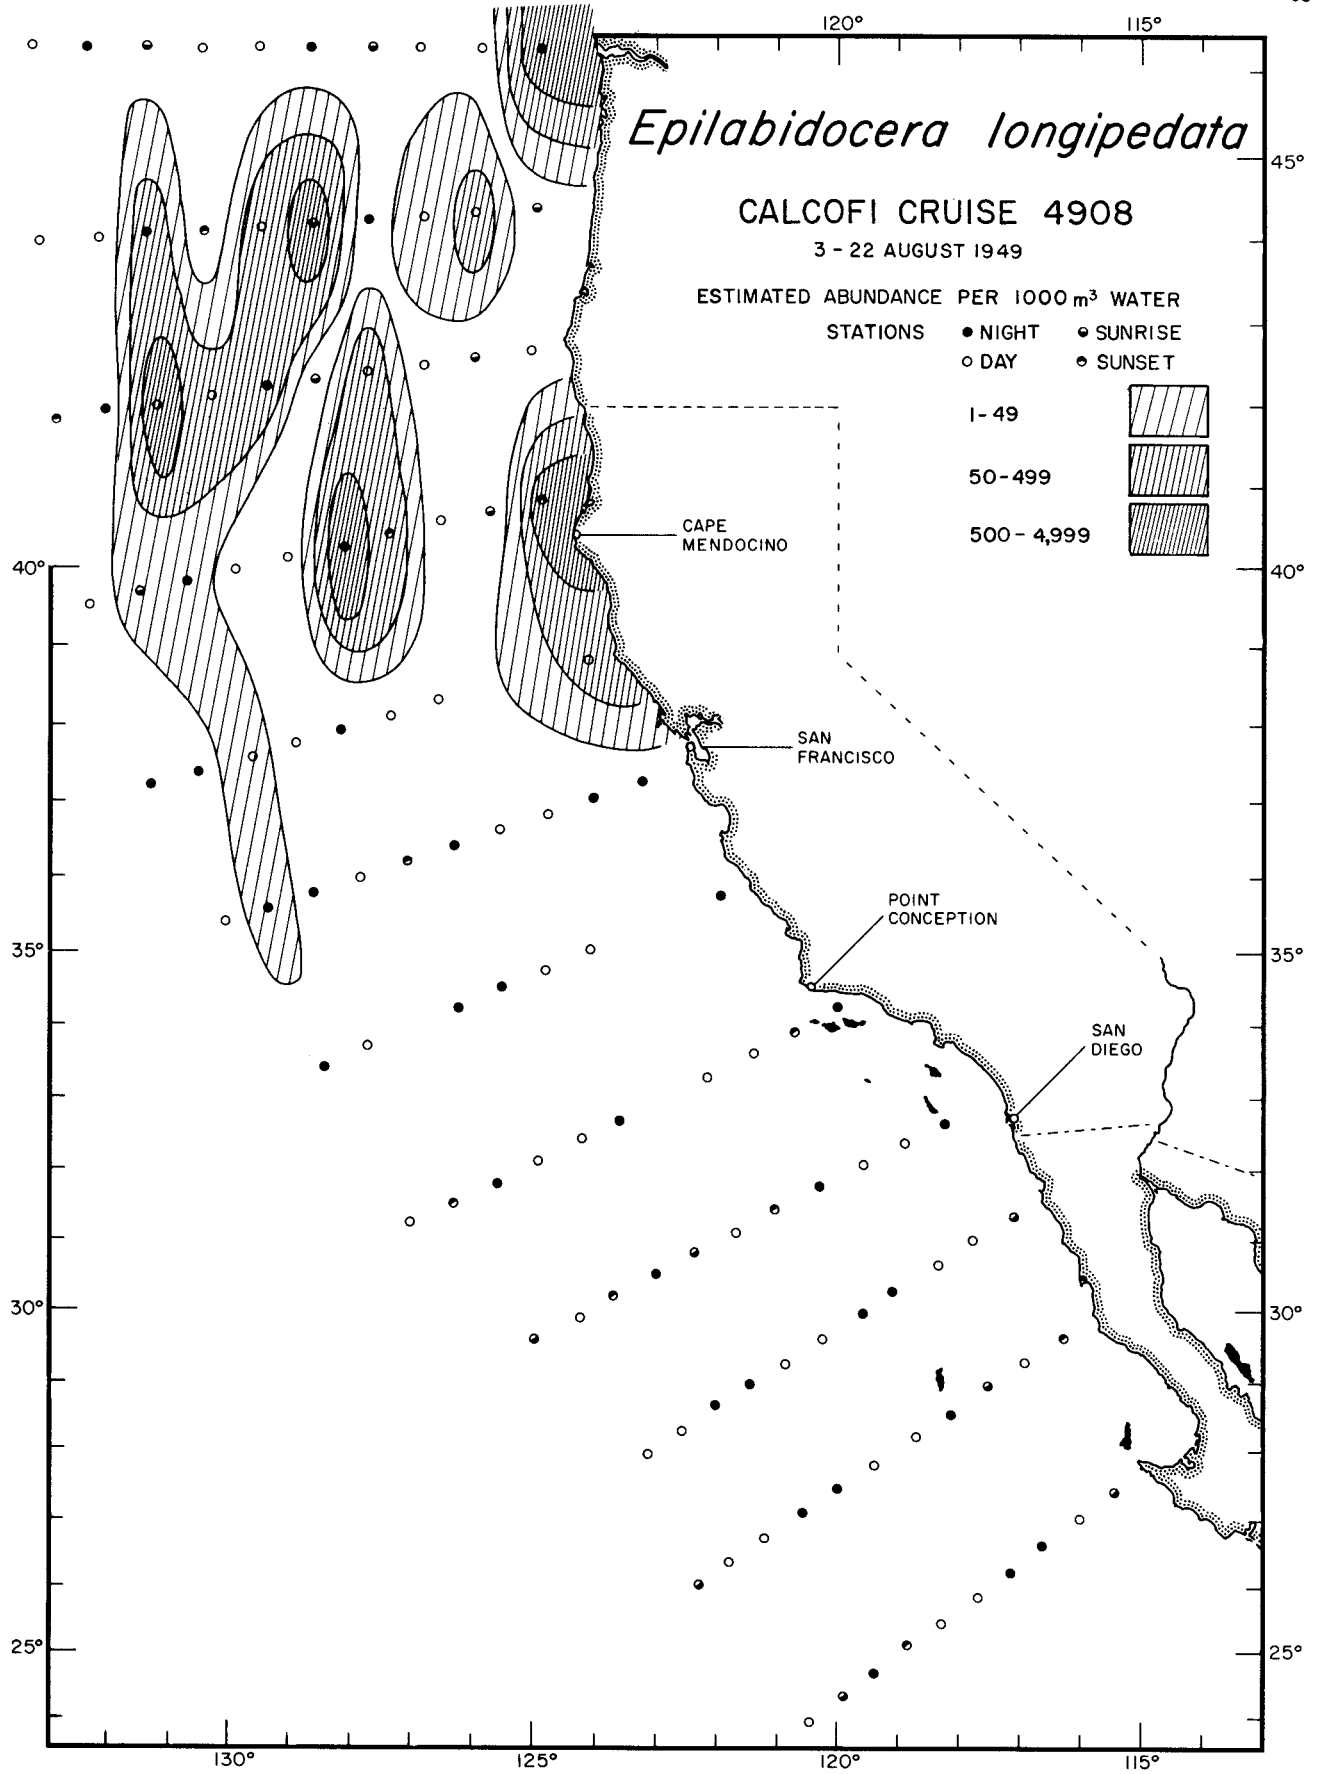 120° 115°
Epilabidocera longipedata
45°
CALCOFI CRUISE 4908
3 - 22 AUGUST 1949
ESTIMATED ABUNDANCE PER 1000 m³ WATER
STATIONS ● NIGHT SUNRISE
○ DAY SUNSET
1 - 49
50 - 499
500 - 4,999
CAPE
MENDOCINO
40° 40°
SAN
FRANCISCO
POINT
CONCEPTION
35° 35°
SAN
DIEGO
30° 30°
25° 25°
130° 125° 120° 115°